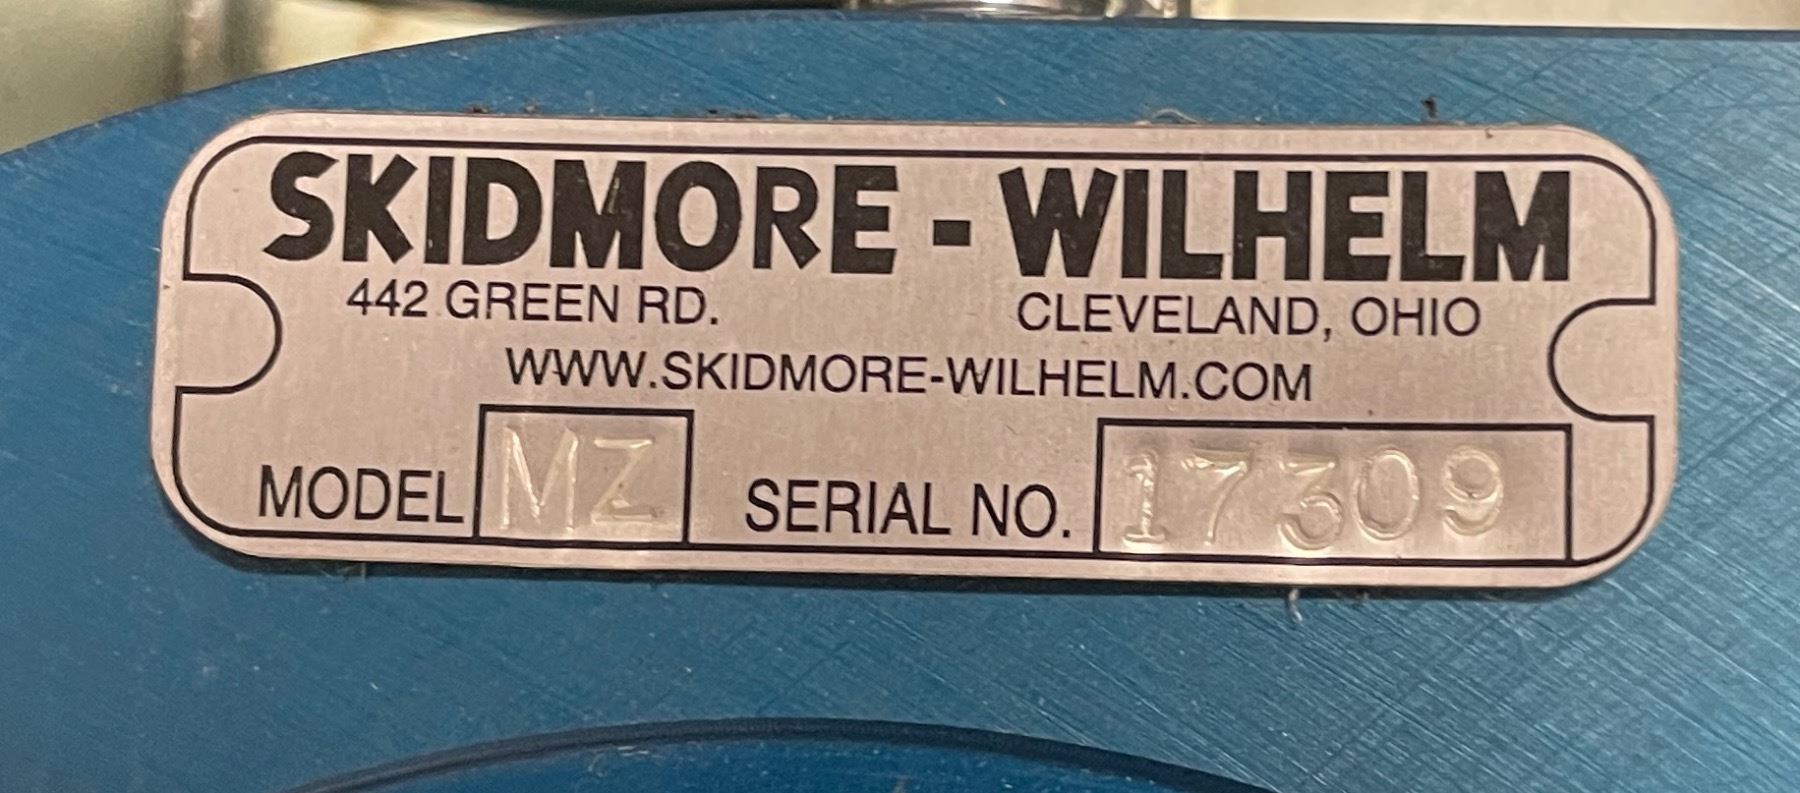 SKIDMORE - WILHELM
442 GREEN RD. CLEVELAND, OHIO
WWW.SKIDMORE-WILHELM.COM
MODEL MZ SERIAL NO. 17309